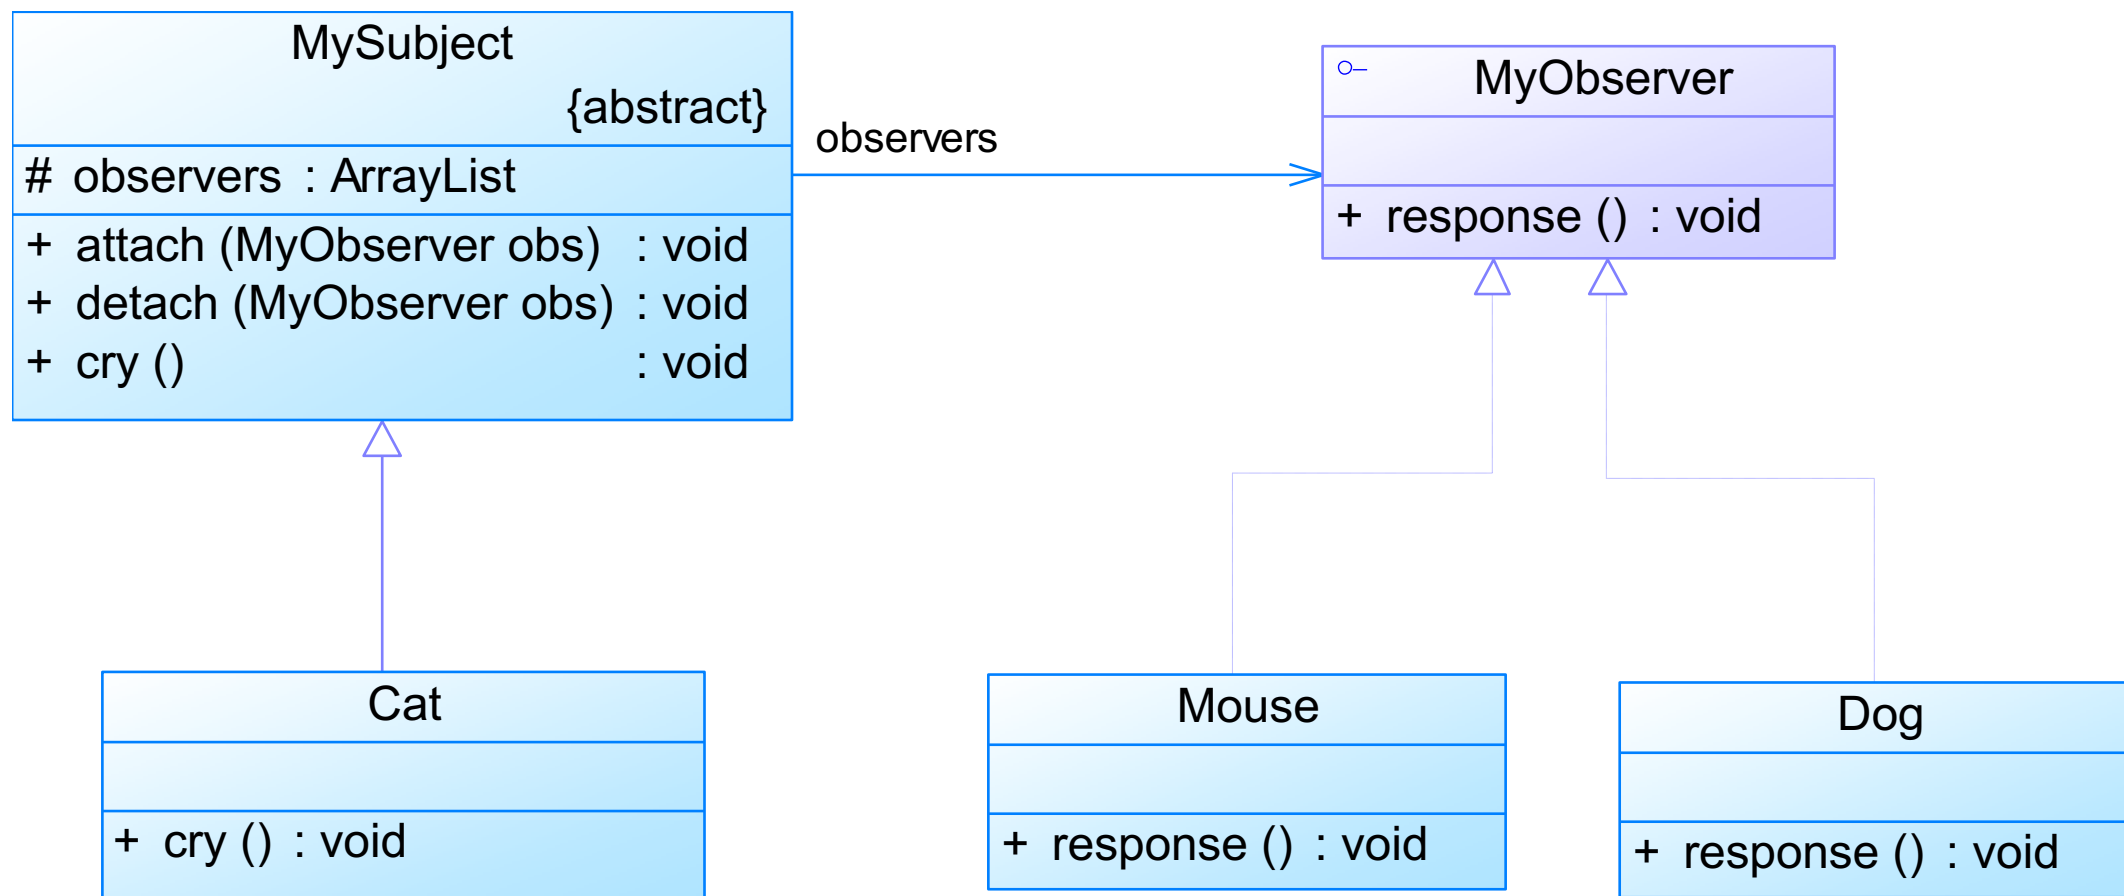 MySubject
{abstract}
# observers : ArrayList
+ attach (MyObserver obs) : void
+ detach (MyObserver obs) : void
+ cry () : void
observers
MyObserver
+ response () : void
Cat
+ cry () : void
Mouse
+ response () : void
Dog
+ response () : void